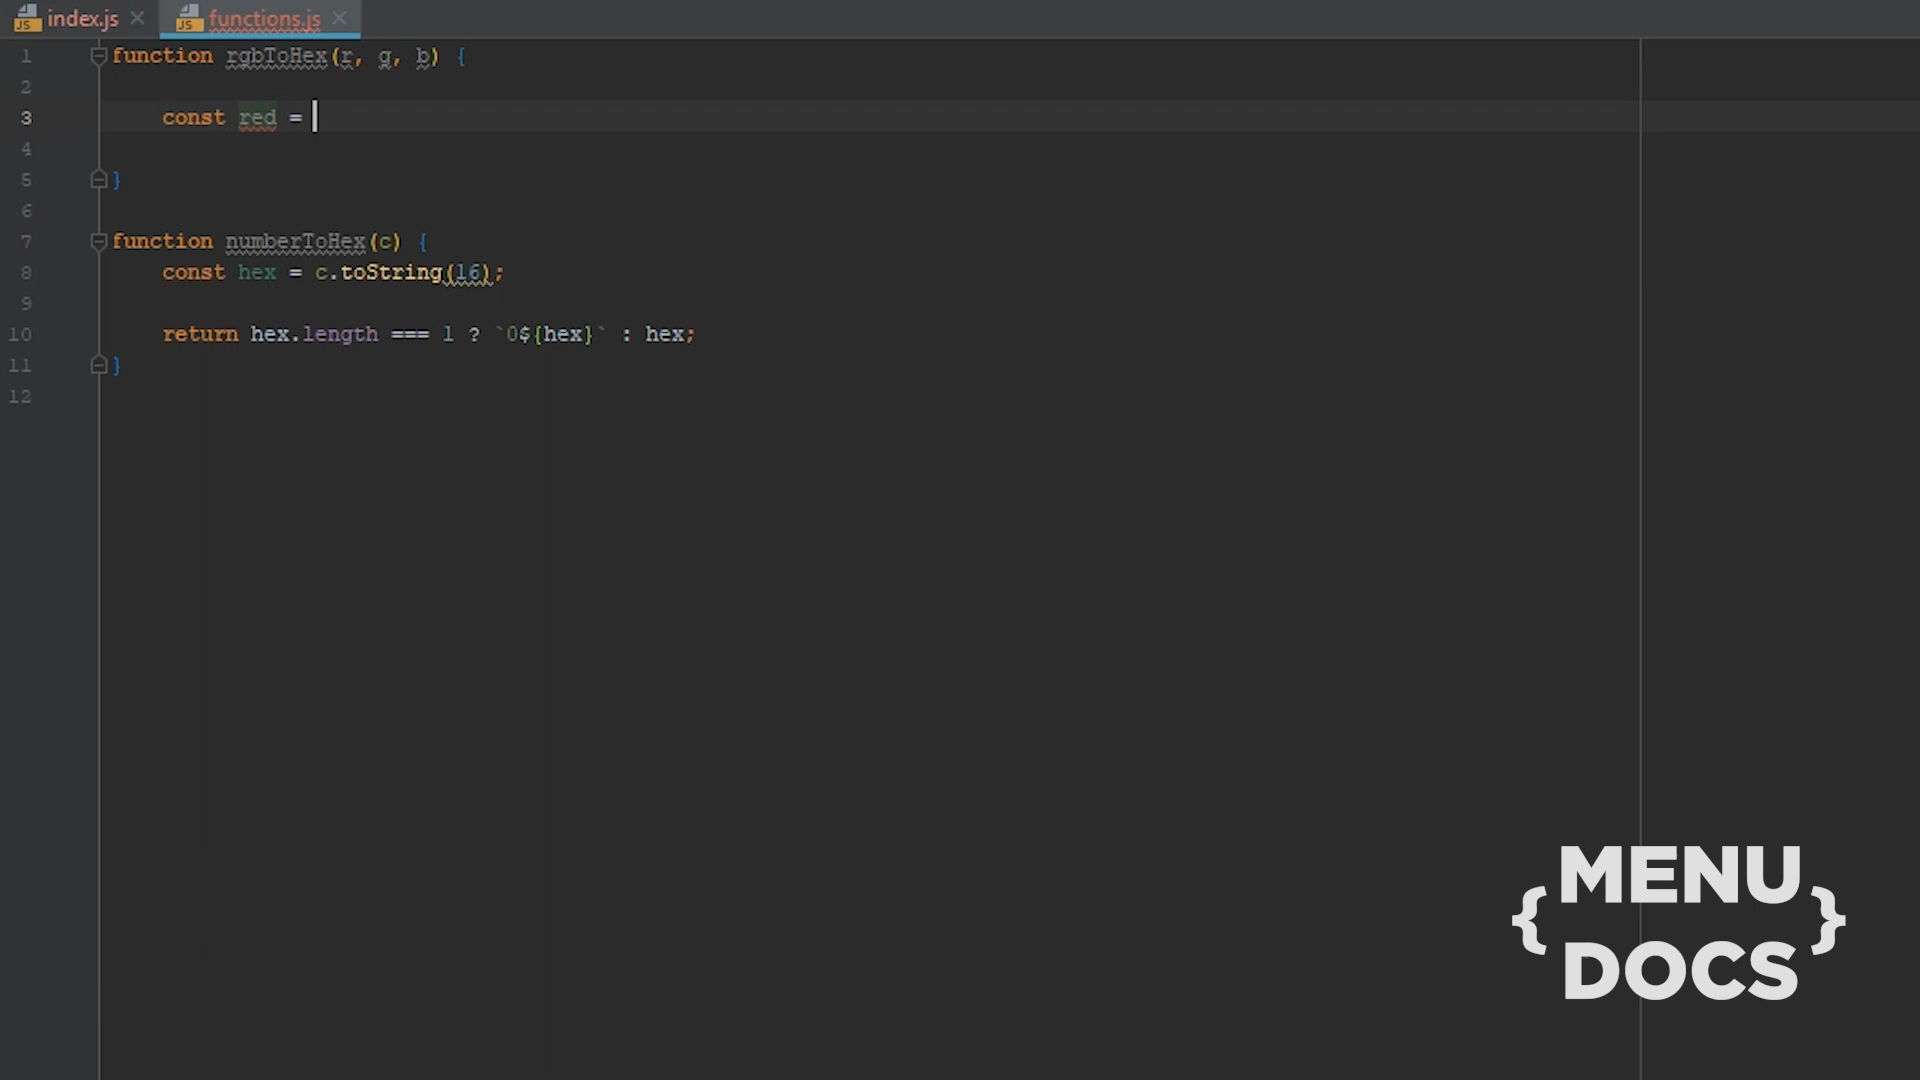 index.js
functions.js
1 function rgbToHex(r, g, b) {
2
3     const red =
4
5 }
6
7 function numberToHex(c) {
8     const hex = c.toString(16);
9
10     return hex.length === 1 ? `0${hex}` : hex;
11 }
12
{ MENU
DOCS }